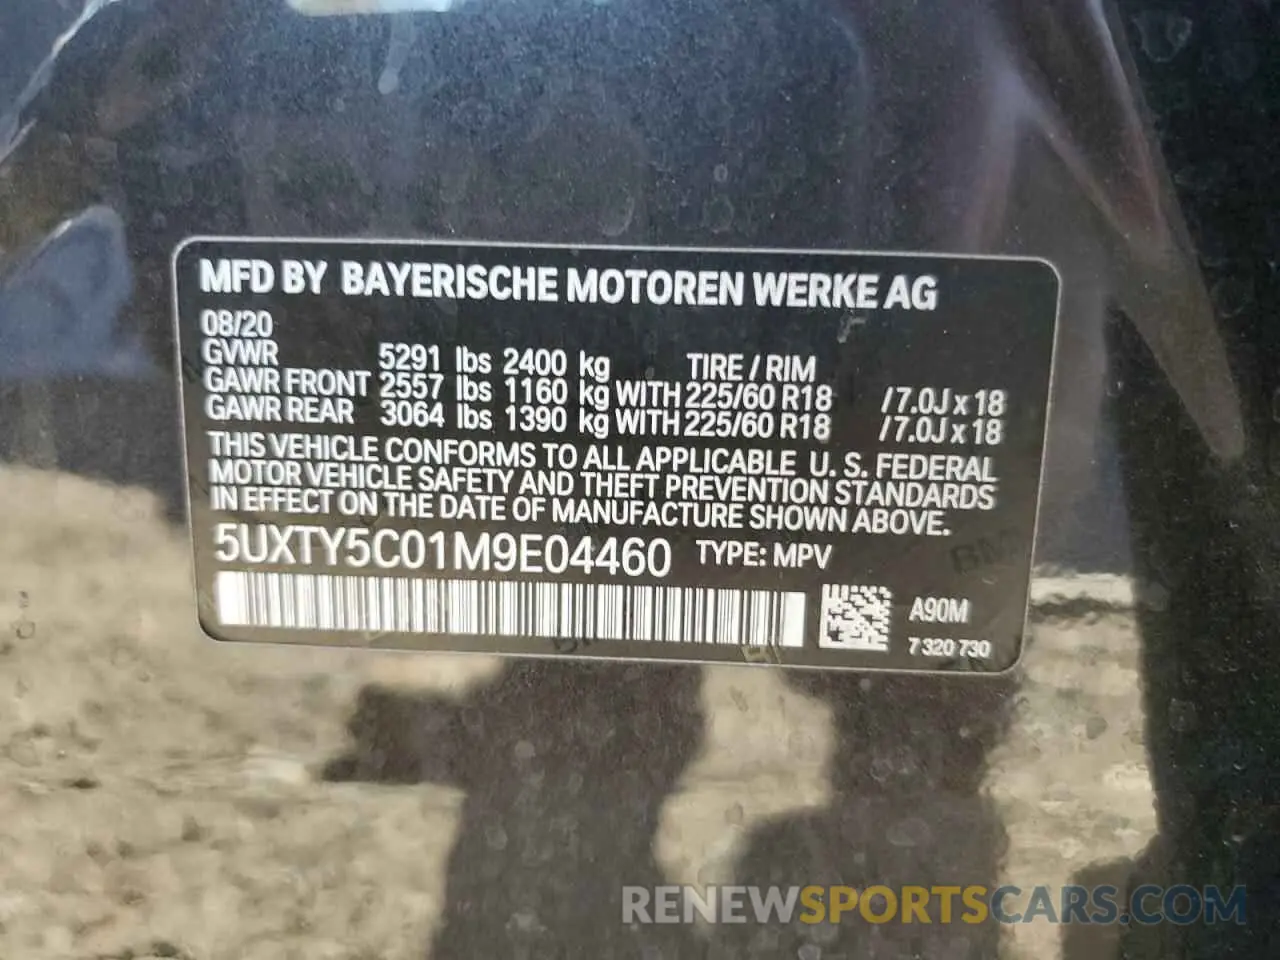 MFD BY BAYERISCHE MOTOREN WERKE AG
08/20
GVWR 5291 lbs 2400 kg TIRE / RIM
GAWR FRONT 2557 lbs 1160 kg WITH 225/60 R18 / 7.0J x 18
GAWR REAR 3064 lbs 1390 kg WITH 225/60 R18 / 7.0J x 18
THIS VEHICLE CONFORMS TO ALL APPLICABLE U. S. FEDERAL
MOTOR VEHICLE SAFETY AND THEFT PREVENTION STANDARDS
IN EFFECT ON THE DATE OF MANUFACTURE SHOWN ABOVE.
5UXTY5C01M9E04460 TYPE: MPV
A90M
7 320 730
RENEWSPORTSCARS.COM